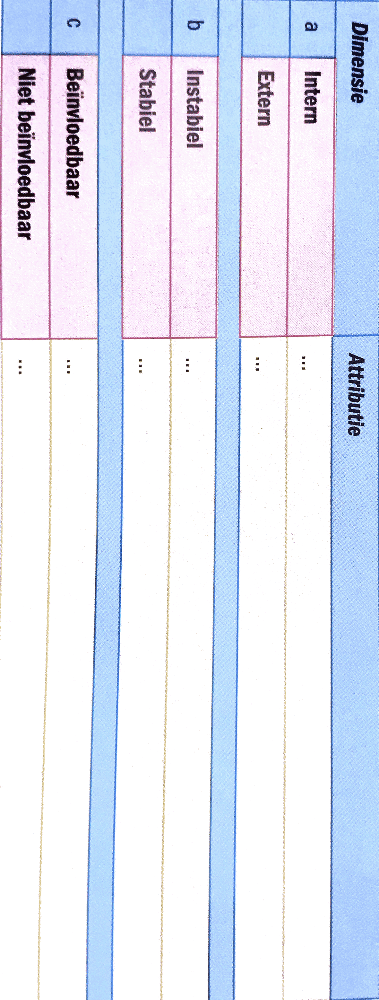 Dimensie Attributie
a Intern ...
Extern ...
b Instabiel ...
Stabiel ...
c Beïnvloedbaar ...
Niet beïnvloedbaar ...